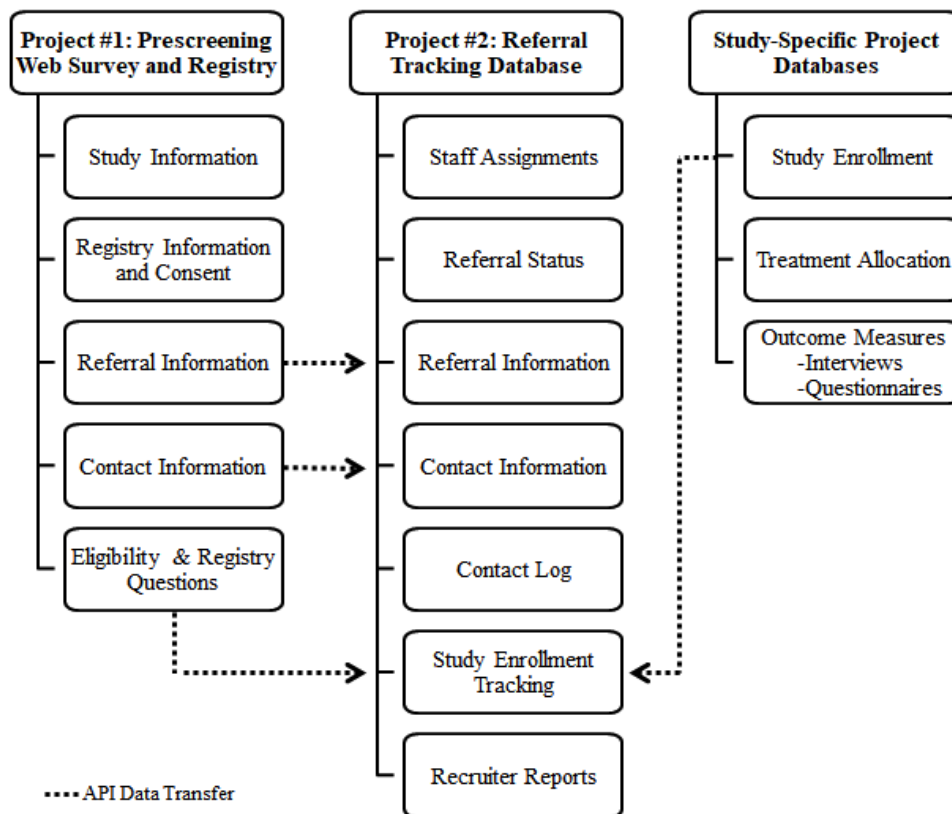 Project #1: Prescreening
Web Survey and Registry
Study Information
Registry Information
and Consent
Referral Information
Contact Information
Eligibility & Registry
Questions
Project #2: Referral
Tracking Database
Staff Assignments
Referral Status
Referral Information
Contact Information
Contact Log
Study Enrollment
Tracking
Recruiter Reports
Study-Specific Project
Databases
Study Enrollment
Treatment Allocation
Outcome Measures
-Interviews
-Questionnaires
API Data Transfer